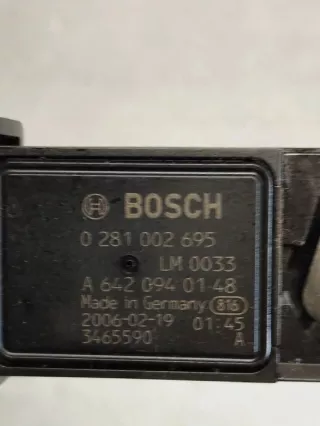 BOSCH
0 281 002 695
LM 0033
A 642 094 01 48
Made in Germany 816
2006-02-19 01:45
3465590 A